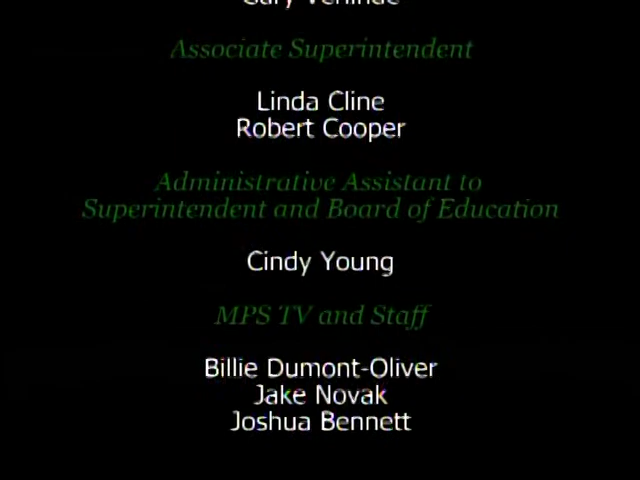 Associate Superintendent
Linda Cline
Robert Cooper
Administrative Assistant to
Superintendent and Board of Education
Cindy Young
MPS TV and Staff
Billie Dumont-Oliver
Jake Novak
Joshua Bennett